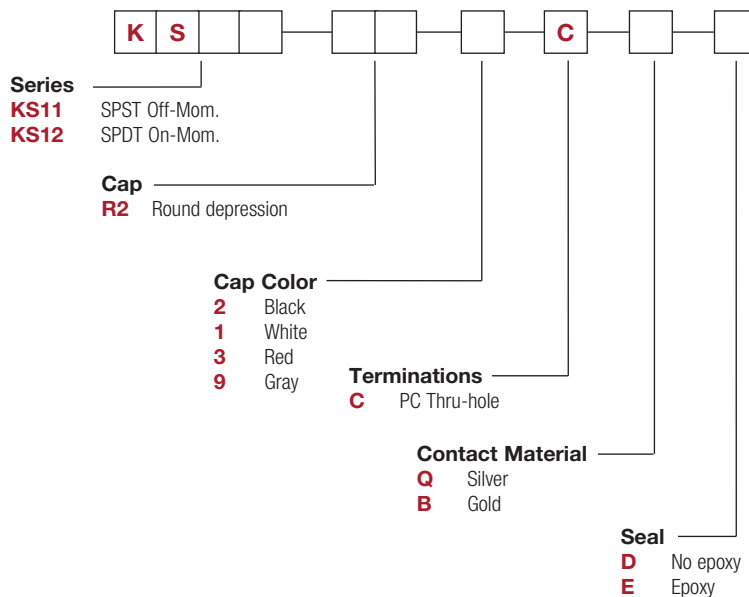 K S C
Series
KS11 SPST Off-Mom.
KS12 SPDT On-Mom.
Cap
R2 Round depression
Cap Color
2 Black
1 White
3 Red
9 Gray
Terminations
C PC Thru-hole
Contact Material
Q Silver
B Gold
Seal
D No epoxy
E Epoxy